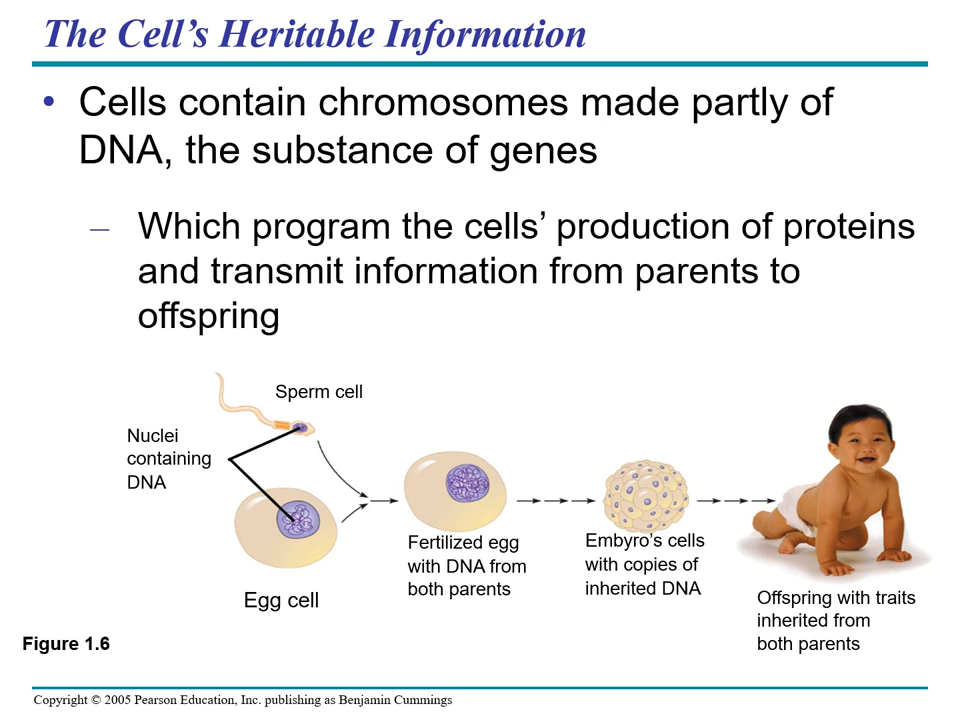 The Cell’s Heritable Information
• Cells contain chromosomes made partly of
DNA, the substance of genes
– Which program the cells’ production of proteins
and transmit information from parents to
offspring
Sperm cell
Nuclei
containing
DNA
Egg cell
Fertilized egg
with DNA from
both parents
Embyro’s cells
with copies of
inherited DNA
Offspring with traits
inherited from
both parents
Figure 1.6
Copyright © 2005 Pearson Education, Inc. publishing as Benjamin Cummings